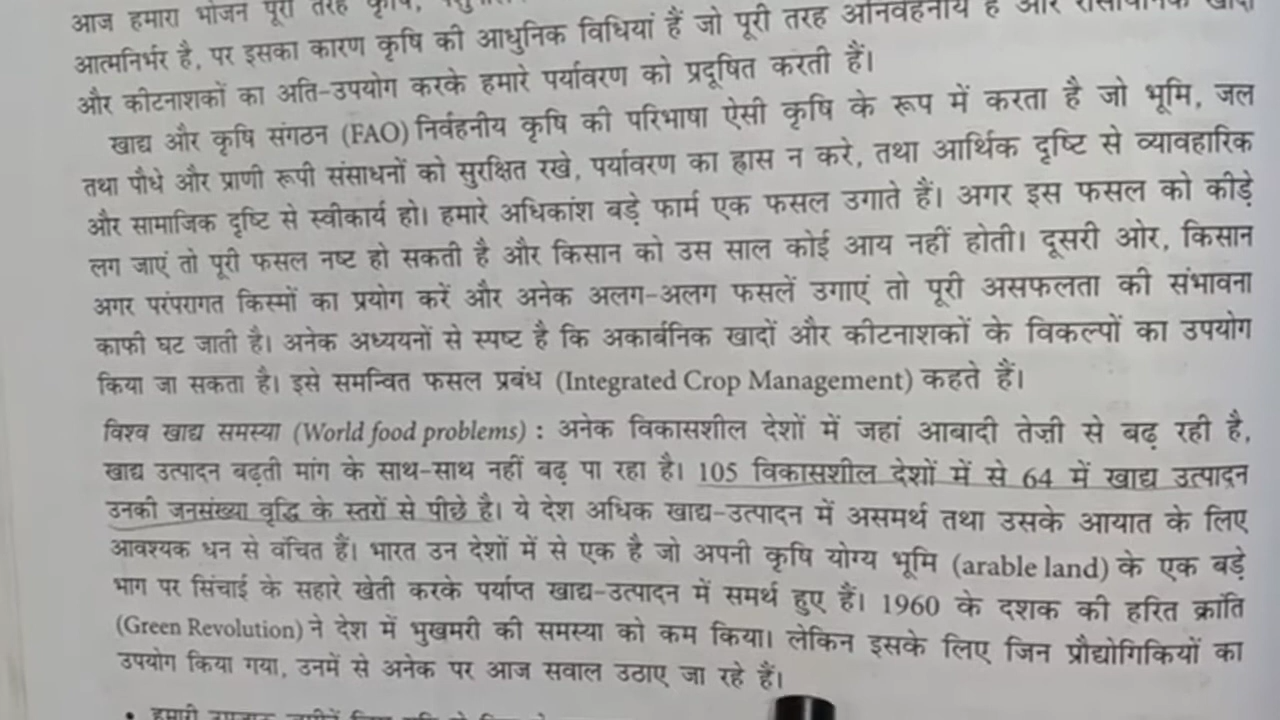 आज हमारा भोजन पूरी तरह कृषि,
आत्मनिर्भर है, पर इसका कारण कृषि की आधुनिक विधियां हैं जो पूरी तरह अनिर्वहनीय हैं और रासायनिक खादों
और कीटनाशकों का अति-उपयोग करके हमारे पर्यावरण को प्रदूषित करती हैं।
खाद्य और कृषि संगठन (FAO) निर्वहनीय कृषि की परिभाषा ऐसी कृषि के रूप में करता है जो भूमि, जल
तथा पौधे और प्राणी रूपी संसाधनों को सुरक्षित रखे, पर्यावरण का ह्रास न करे, तथा आर्थिक दृष्टि से व्यावहारिक
और सामाजिक दृष्टि से स्वीकार्य हो। हमारे अधिकांश बड़े फार्म एक फसल उगाते हैं। अगर इस फसल को कीड़े
लग जाएं तो पूरी फसल नष्ट हो सकती है और किसान को उस साल कोई आय नहीं होती। दूसरी ओर, किसान
अगर परंपरागत किस्मों का प्रयोग करें और अनेक अलग-अलग फसलें उगाएं तो पूरी असफलता की संभावना
काफी घट जाती है। अनेक अध्ययनों से स्पष्ट है कि अकार्बनिक खादों और कीटनाशकों के विकल्पों का उपयोग
किया जा सकता है। इसे समन्वित फसल प्रबंध (Integrated Crop Management) कहते हैं।
विश्व खाद्य समस्या (World food problems) : अनेक विकासशील देशों में जहां आबादी तेज़ी से बढ़ रही है,
खाद्य उत्पादन बढ़ती मांग के साथ-साथ नहीं बढ़ पा रहा है। 105 विकासशील देशों में से 64 में खाद्य उत्पादन
उनकी जनसंख्या वृद्धि के स्तरों से पीछे है। ये देश अधिक खाद्य-उत्पादन में असमर्थ तथा उसके आयात के लिए
आवश्यक धन से वंचित हैं। भारत उन देशों में से एक है जो अपनी कृषि योग्य भूमि (arable land) के एक बड़े
भाग पर सिंचाई के सहारे खेती करके पर्याप्त खाद्य-उत्पादन में समर्थ हुए हैं। 1960 के दशक की हरित क्रांति
(Green Revolution) ने देश में भुखमरी की समस्या को कम किया। लेकिन इसके लिए जिन प्रौद्योगिकियों का
उपयोग किया गया, उनमें से अनेक पर आज सवाल उठाए जा रहे हैं।